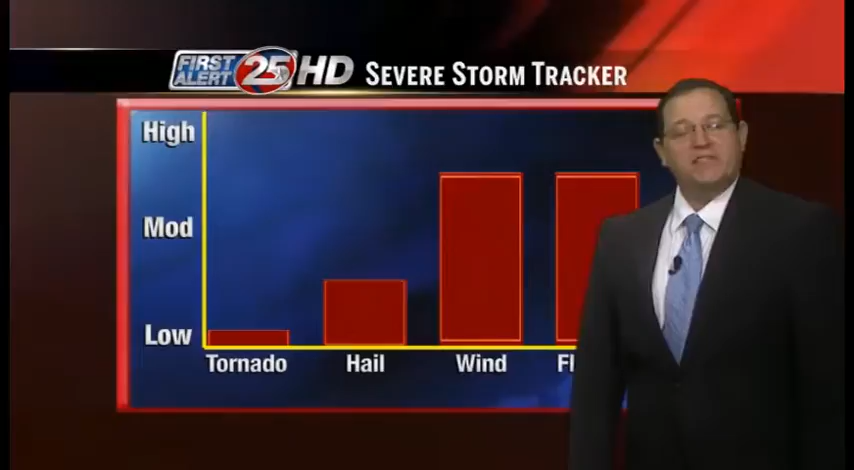 FIRST ALERT 25 HD SEVERE STORM TRACKER
High
Mod
Low
Tornado Hail Wind